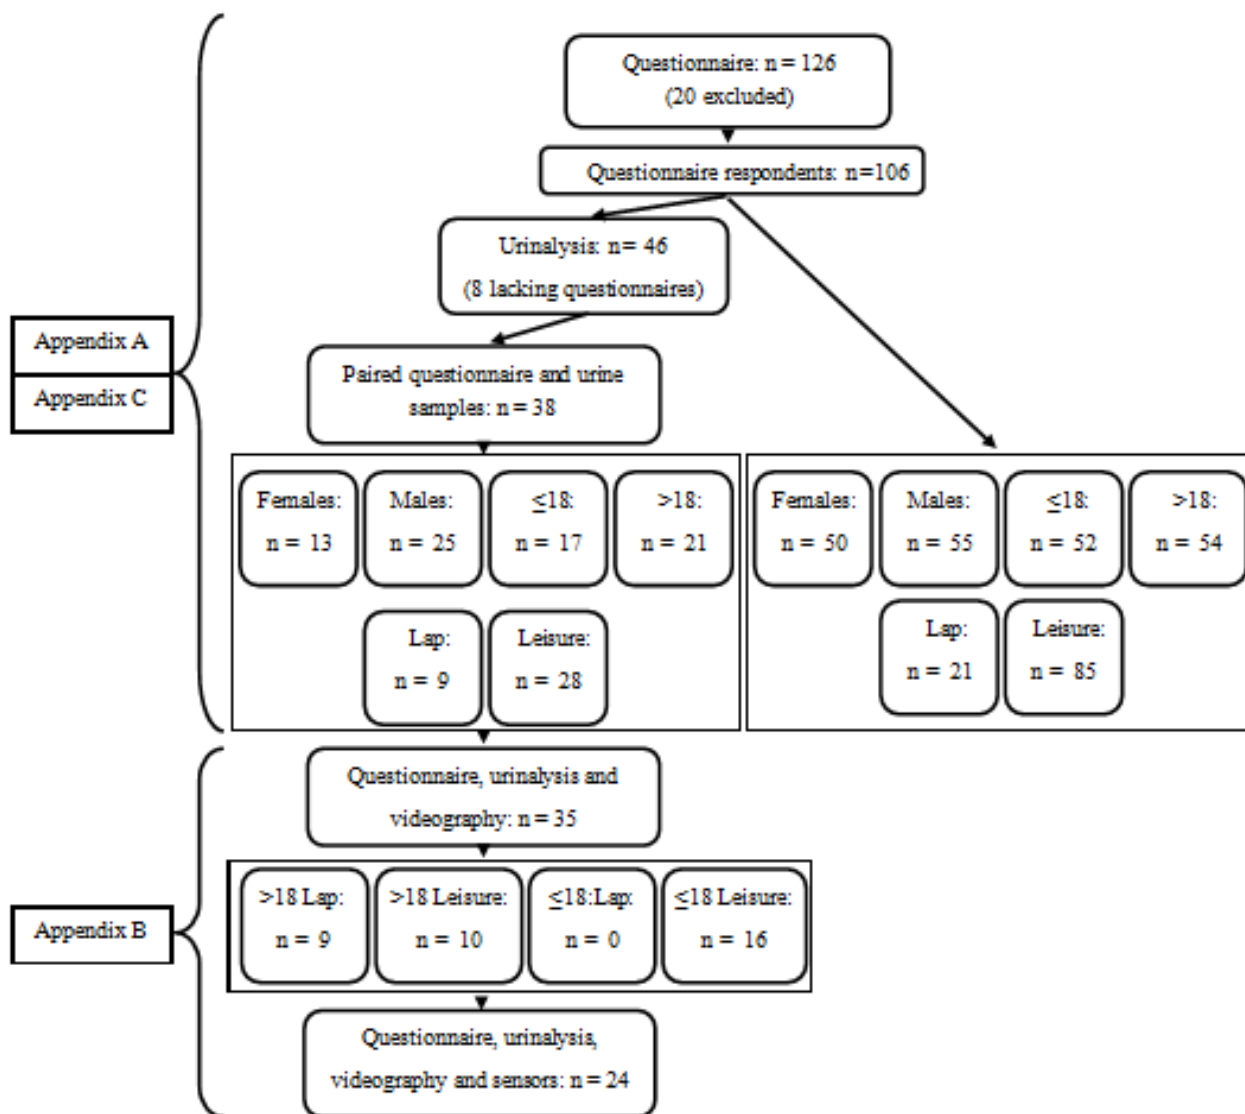 Questionnaire: n = 126
(20 excluded)
Questionnaire respondents: n=106
Urinalysis: n = 46
(8 lacking questionnaires)
Appendix A
Appendix C
Paired questionnaire and urine
samples: n = 38
Females:
n = 13
Males:
n = 25
≤18:
n = 17
>18:
n = 21
Lap:
n = 9
Leisure:
n = 28
Females:
n = 50
Males:
n = 55
≤18:
n = 52
>18:
n = 54
Lap:
n = 21
Leisure:
n = 85
Questionnaire, urinalysis and
videography: n = 35
Appendix B
>18 Lap:
n = 9
>18 Leisure:
n = 10
≤18:Lap:
n = 0
≤18 Leisure:
n = 16
Questionnaire, urinalysis,
videography and sensors: n = 24